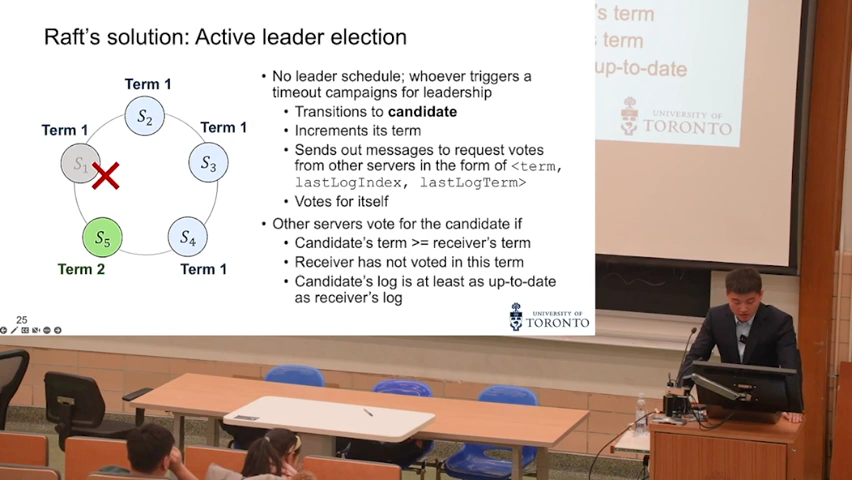 Raft's solution: Active leader election
Term 1
Term 1
S2
Term 1
S1
S3
S5
S4
Term 2
Term 1
• No leader schedule; whoever triggers a
timeout campaigns for leadership
• Transitions to candidate
• Increments its term
• Sends out messages to request votes
from other servers in the form of <term,
lastLogIndex, lastLogTerm>
• Votes for itself
• Other servers vote for the candidate if
• Candidate's term >= receiver's term
• Receiver has not voted in this term
• Candidate's log is at least as up-to-date
as receiver's log
25
UNIVERSITY OF
TORONTO
's term
term
up-to-date
UNIVERSITY OF
TORONTO